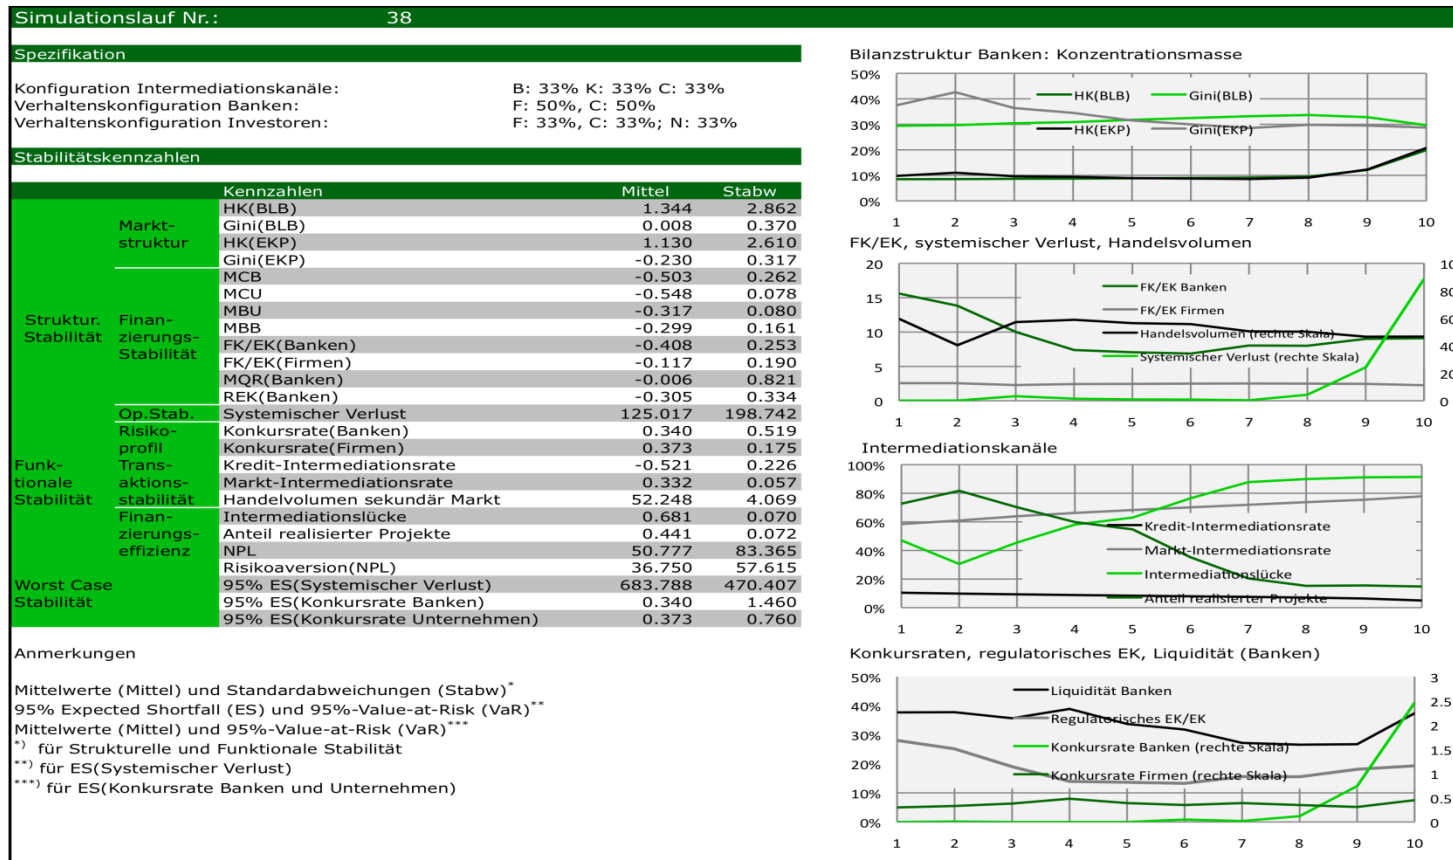 Simulationslauf Nr.: 38
Spezifikation
Konfiguration Intermediationskanäle: B: 33% K: 33% C: 33%
Verhaltenskonfiguration Banken: F: 50%, C: 50%
Verhaltenskonfiguration Investoren: F: 33%, C: 33%; N: 33%
Stabilitätskennzahlen
Kennzahlen Mittel Stabw
HK(BLB) 1.344 2.862
Markt- Gini(BLB) 0.008 0.370
struktur HK(EKP) 1.130 2.610
Gini(EKP) -0.230 0.317
MCB -0.503 0.262
MCU -0.548 0.078
Struktur. Finan- MBU -0.317 0.080
Stabilität zierungs- MBB -0.299 0.161
Stabilität FK/EK(Banken) -0.408 0.253
FK/EK(Firmen) -0.117 0.190
MQR(Banken) -0.006 0.821
REK(Banken) -0.305 0.334
Op.Stab. Systemischer Verlust 125.017 198.742
Risiko- Konkursrate(Banken) 0.340 0.519
profil Konkursrate(Firmen) 0.373 0.175
Funk- Trans- Kredit-Intermediationsrate -0.521 0.226
tionale aktions- Markt-Intermediationsrate 0.332 0.057
Stabilität stabilität Handelvolumen sekundär Markt 52.248 4.069
Finan- Intermediationslücke 0.681 0.070
zierungs- Anteil realisierter Projekte 0.441 0.072
effizienz NPL 50.777 83.365
Risikoaversion(NPL) 36.750 57.615
Worst Case 95% ES(Systemischer Verlust) 683.788 470.407
Stabilität 95% ES(Konkursrate Banken) 0.340 1.460
95% ES(Konkursrate Unternehmen) 0.373 0.760
Anmerkungen
Mittelwerte (Mittel) und Standardabweichungen (Stabw)*
95% Expected Shortfall (ES) und 95%-Value-at-Risk (VaR)**
Mittelwerte (Mittel) und 95%-Value-at-Risk (VaR)***
*) für Strukturelle und Funktionale Stabilität
**) für ES(Systemischer Verlust)
***) für ES(Konkursrate Banken und Unternehmen)
Bilanzstruktur Banken: Konzentrationsmasse
50%
40%
30%
20%
10%
0%
HK(BLB) Gini(BLB)
HK(EKP) Gini(EKP)
1 2 3 4 5 6 7 8 9 10
FK/EK, systemischer Verlust, Handelsvolumen
20
15
10
5
0
FK/EK Banken
FK/EK Firmen
Handelsvolumen (rechte Skala)
Systemischer Verlust (rechte Skala)
80
60
40
20
0
1 2 3 4 5 6 7 8 9 10
Intermediationskanäle
100%
80%
60%
40%
20%
0%
Kredit-Intermediationsrate
Markt-Intermediationsrate
Intermediationslücke
Anteil realisierter Projekte
1 2 3 4 5 6 7 8 9 10
Konkursraten, regulatorisches EK, Liquidität (Banken)
50%
40%
30%
20%
10%
0%
Liquidität Banken
Regulatorisches EK/EK
Konkursrate Banken (rechte Skala)
Konkursrate Firmen (rechte Skala)
3
2.5
2
1.5
1
0.5
0
1 2 3 4 5 6 7 8 9 10